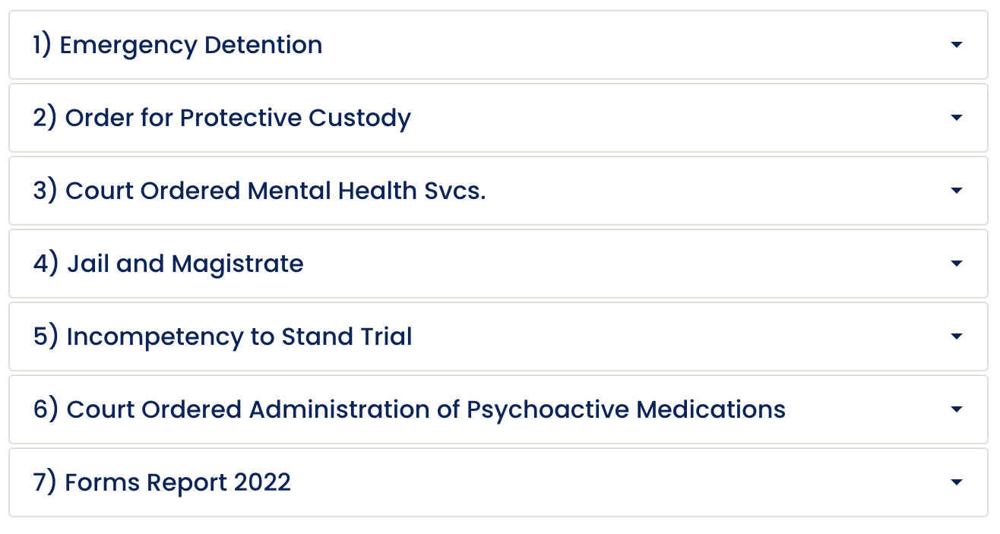 1) Emergency Detention
2) Order for Protective Custody
3) Court Ordered Mental Health Svcs.
4) Jail and Magistrate
5) Incompetency to Stand Trial
6) Court Ordered Administration of Psychoactive Medications
7) Forms Report 2022